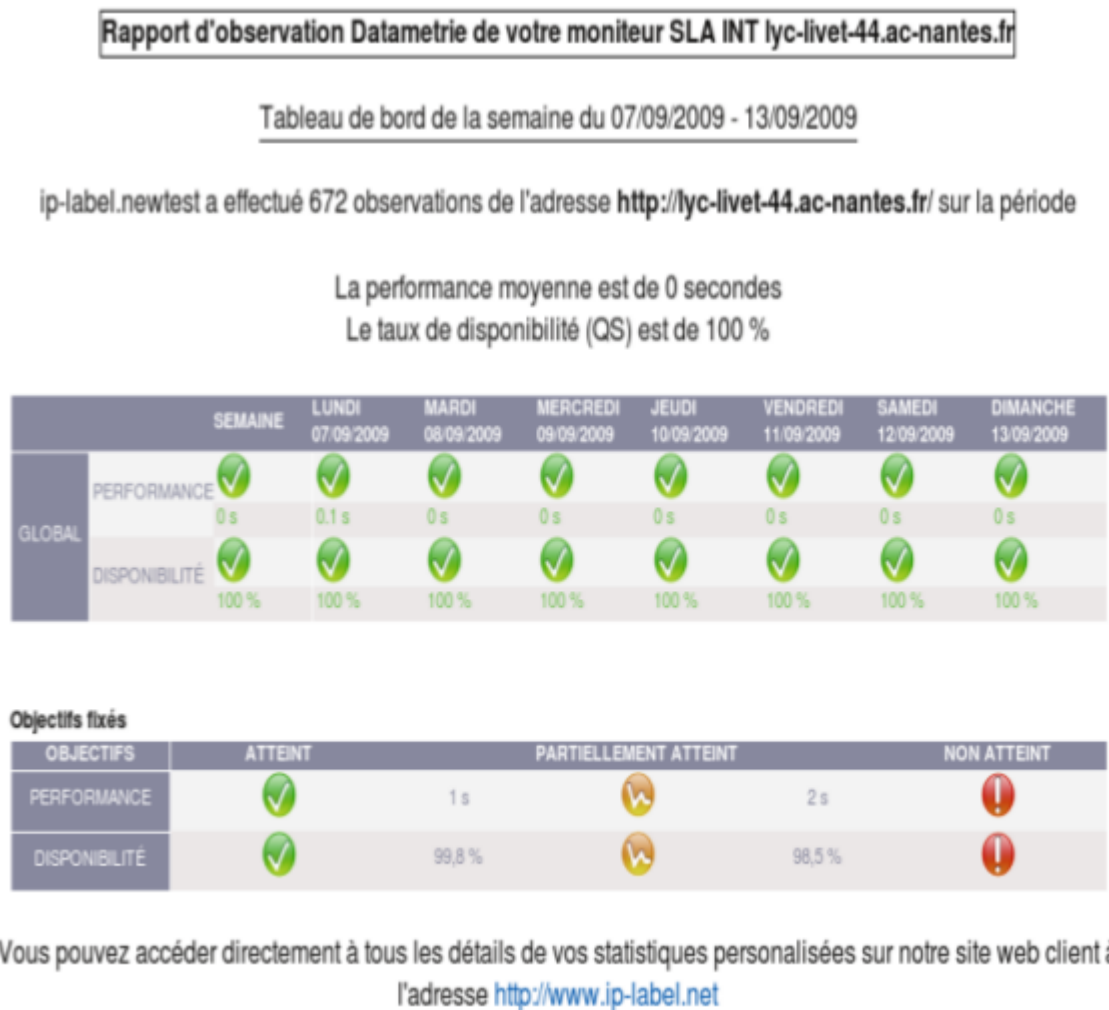 Rapport d'observation Datametrie de votre moniteur SLA INT lyc-livet-44.ac-nantes.fr
Tableau de bord de la semaine du 07/09/2009 - 13/09/2009
ip-label.newtest a effectué 672 observations de l'adresse http://lyc-livet-44.ac-nantes.fr/ sur la période
La performance moyenne est de 0 secondes
Le taux de disponibilité (QS) est de 100 %
SEMAINE LUNDI 07/09/2009 MARDI 08/09/2009 MERCREDI 09/09/2009 JEUDI 10/09/2009 VENDREDI 11/09/2009 SAMEDI 12/09/2009 DIMANCHE 13/09/2009
GLOBAL
PERFORMANCE
0 s 0.1 s 0 s 0 s 0 s 0 s 0 s 0 s
DISPONIBILITÉ
100 % 100 % 100 % 100 % 100 % 100 % 100 % 100 %
Objectifs fixés
OBJECTIFS ATTEINT PARTIELLEMENT ATTEINT NON ATTEINT
PERFORMANCE 1 s 2 s
DISPONIBILITÉ 99,8 % 98,5 %
Vous pouvez accéder directement à tous les détails de vos statistiques personalisées sur notre site web client à
l'adresse http://www.ip-label.net